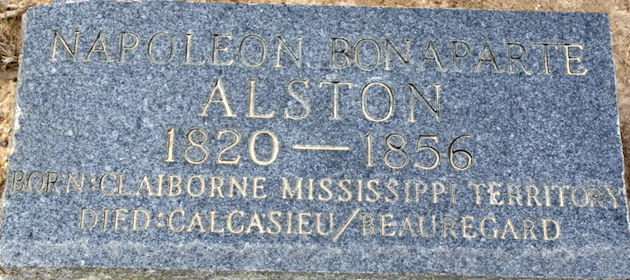 NAPOLEON BONAPARTE
ALSTON
1820 — 1856
BORN: CLAIBORNE MISSISSIPPI TERRITORY
DIED: CALCASIEU/BEAUREGARD